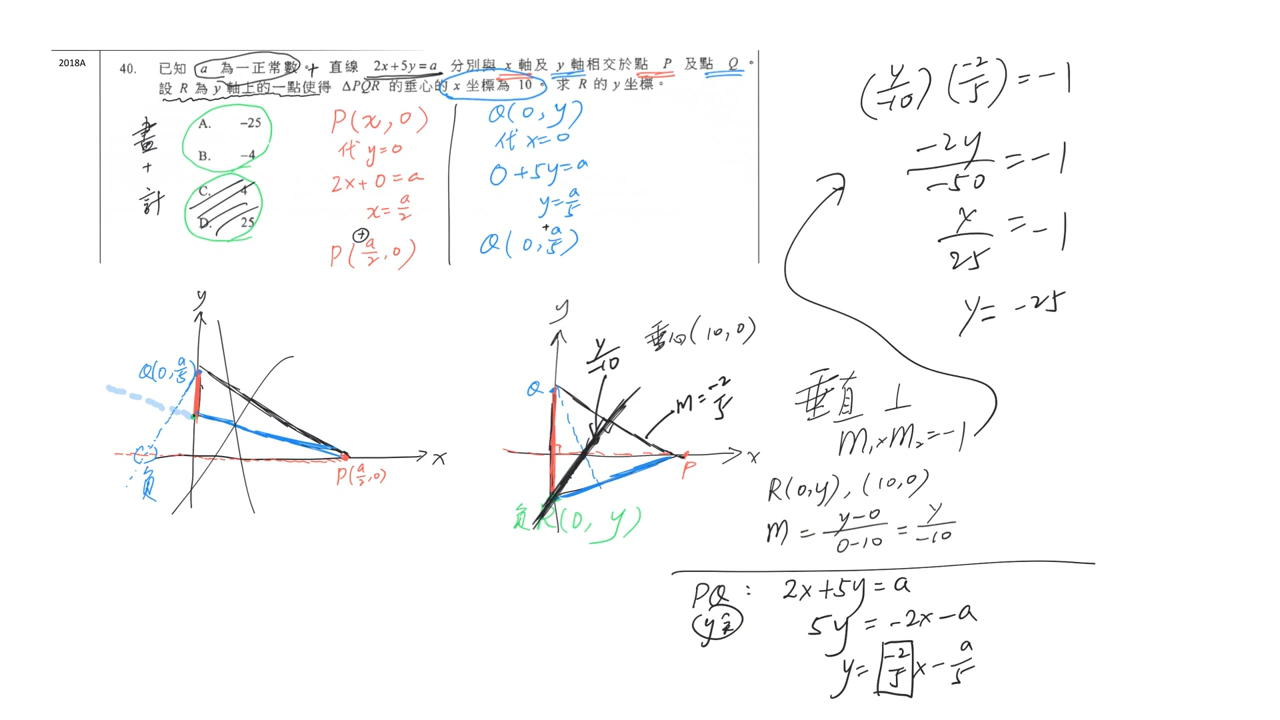 2018A
40. 已知 a 為一正常數。+ 直線 2x+5y=a 分別與 x 軸及 y 軸相交於點 P 及點 Q。
設 R 為 y 軸上的一點使得 ΔPQR 的垂心的 x 坐標為 10。求 R 的 y 坐標。
A. -25
B. -4
C. 4
D. 25
畫
+
計
P(x, 0)
代 y=0
2x+0=a
x=a/2
+
P(a/2, 0)
Q(0, y)
代 x=0
0+5y=a
y=a/5
+
Q(0, a/5)
(y/-10)(-2/5)=-1
-2y/-50=-1
x/25=-1
y=-25
y
Q(0, a/5)
x
P(a/2, 0)
負
y
y/-10
垂心(10,0)
Q
m=-2/5
x
P
負R(0, y)
垂直 ⊥
m₁×m₂=-1
R(0,y), (10,0)
m = y-0/0-10 = y/-10
PQ: 2x+5y=a
5y=-2x-a
y=-2/5x-a/5